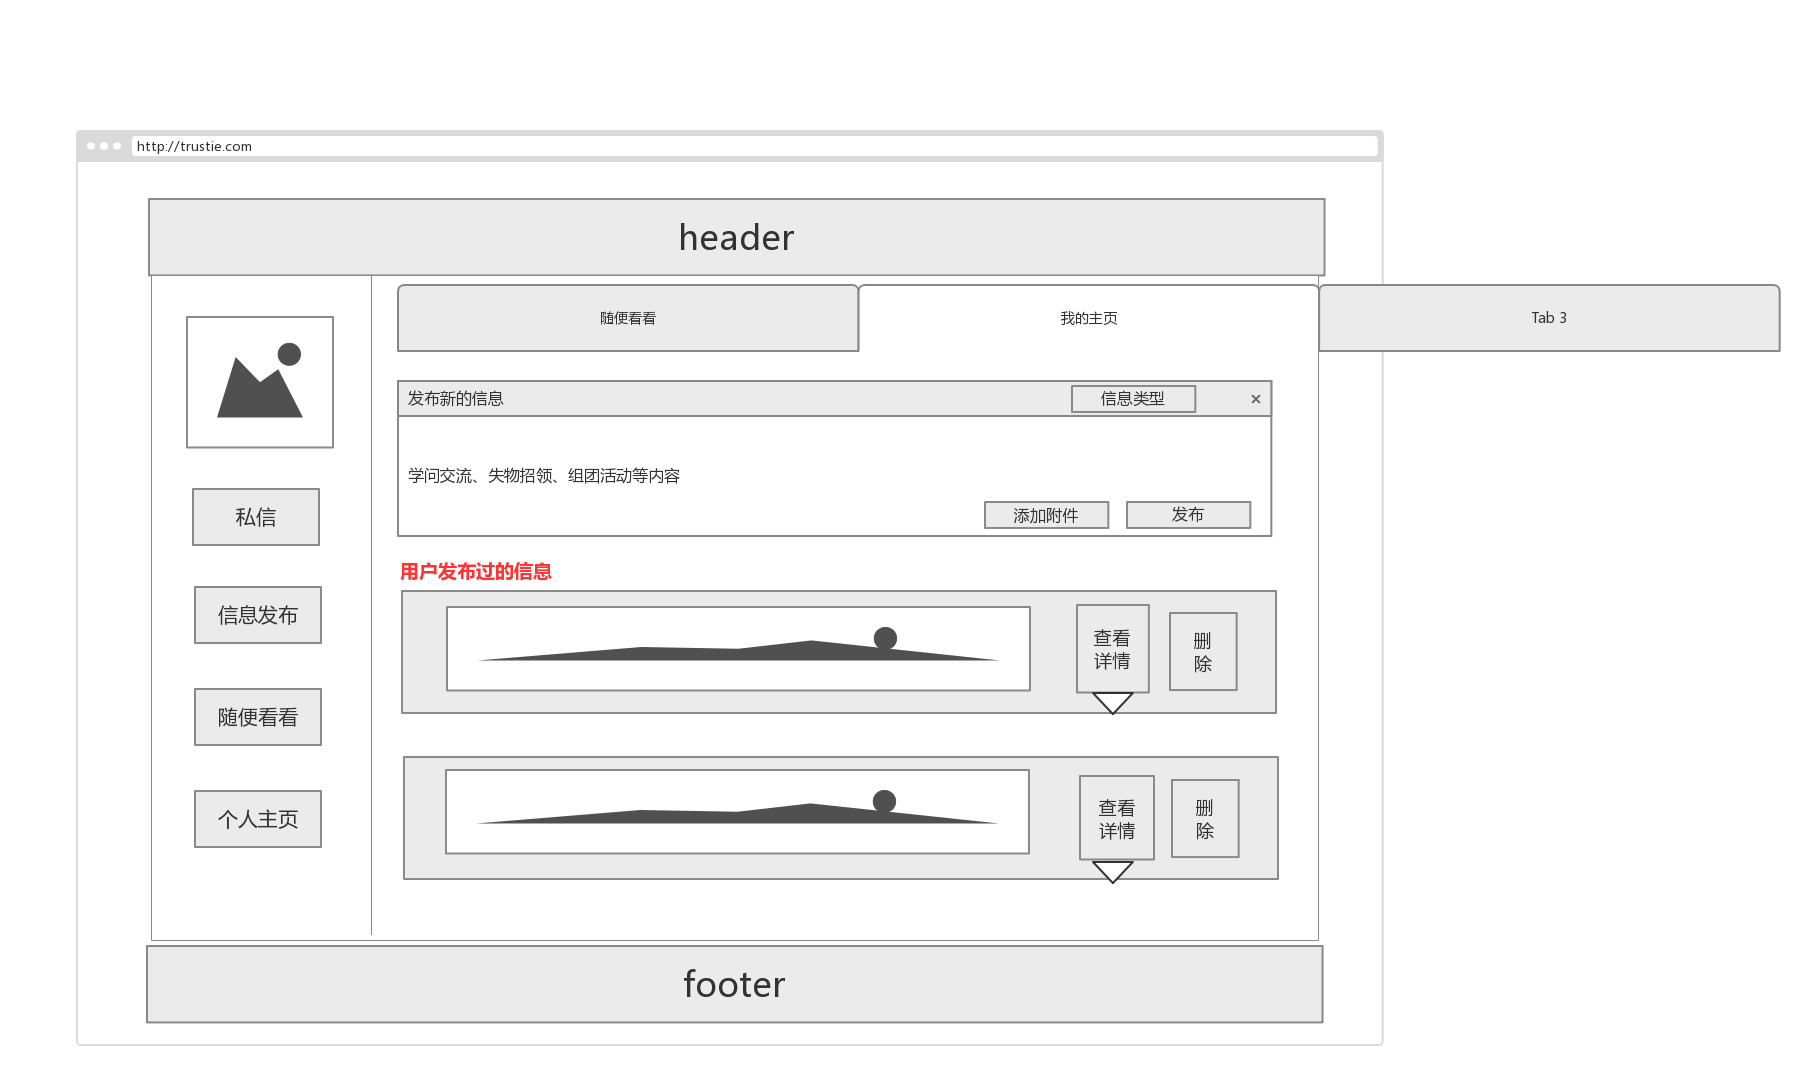 http://trustie.com
header
随便看看
我的主页
Tab 3
发布新的信息
信息类型
×
学问交流、失物招领、组团活动等内容
添加附件
发布
私信
信息发布
随便看看
个人主页
用户发布过的信息
查看
详情
删
除
查看
详情
删
除
footer